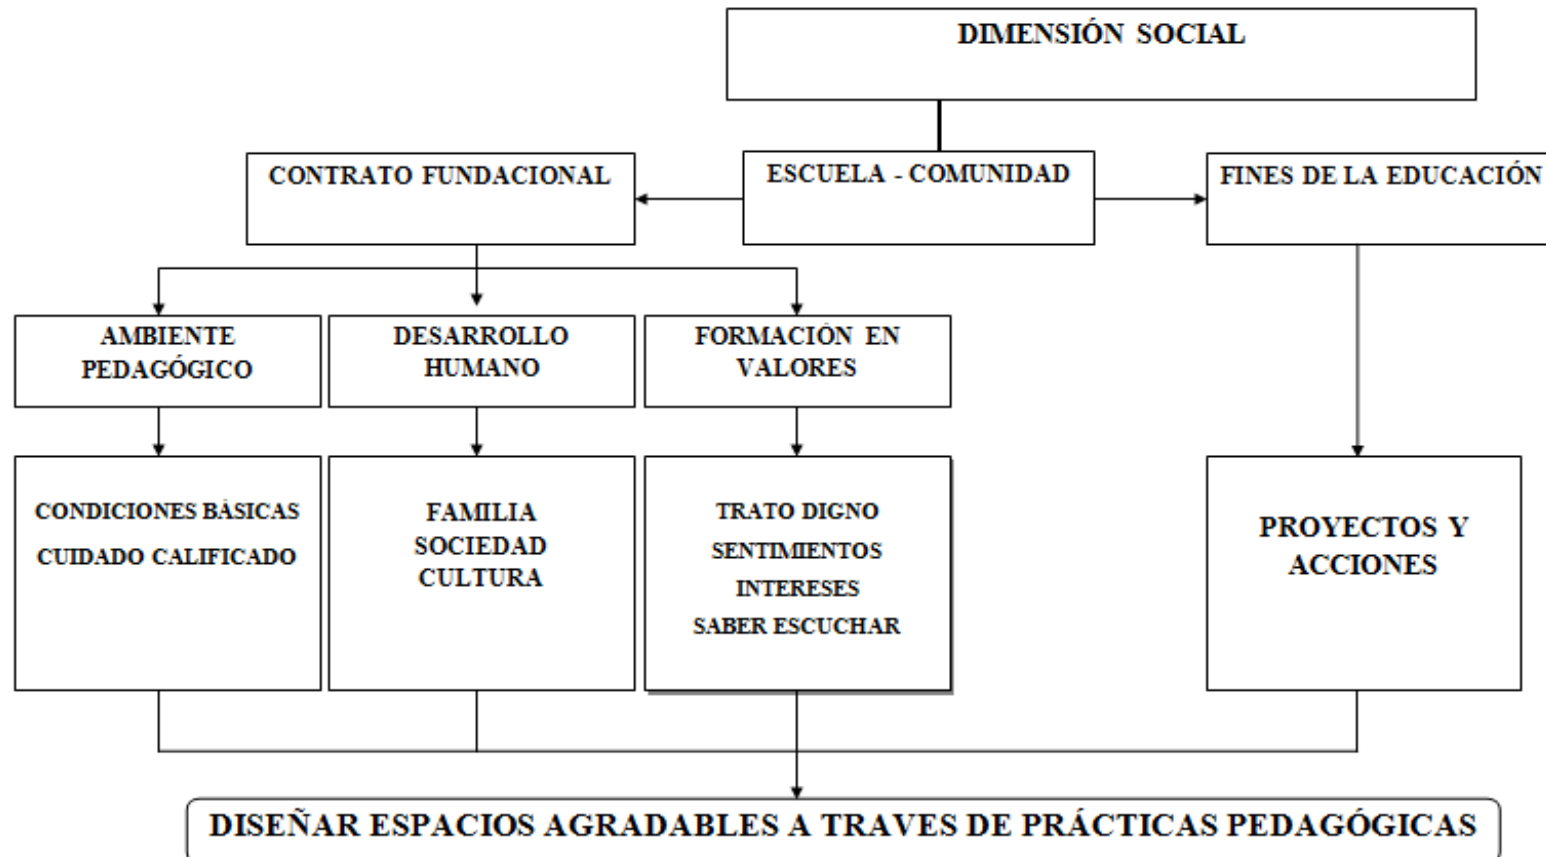 DIMENSIÓN SOCIAL
CONTRATO FUNDACIONAL
ESCUELA - COMUNIDAD
FINES DE LA EDUCACIÓN
AMBIENTE
PEDAGÓGICO
DESARROLLO
HUMANO
FORMACIÓN EN
VALORES
CONDICIONES BÁSICAS
CUIDADO CALIFICADO
FAMILIA
SOCIEDAD
CULTURA
TRATO DIGNO
SENTIMIENTOS
INTERESES
SABER ESCUCHAR
PROYECTOS Y
ACCIONES
DISEÑAR ESPACIOS AGRADABLES A TRAVES DE PRÁCTICAS PEDAGÓGICAS